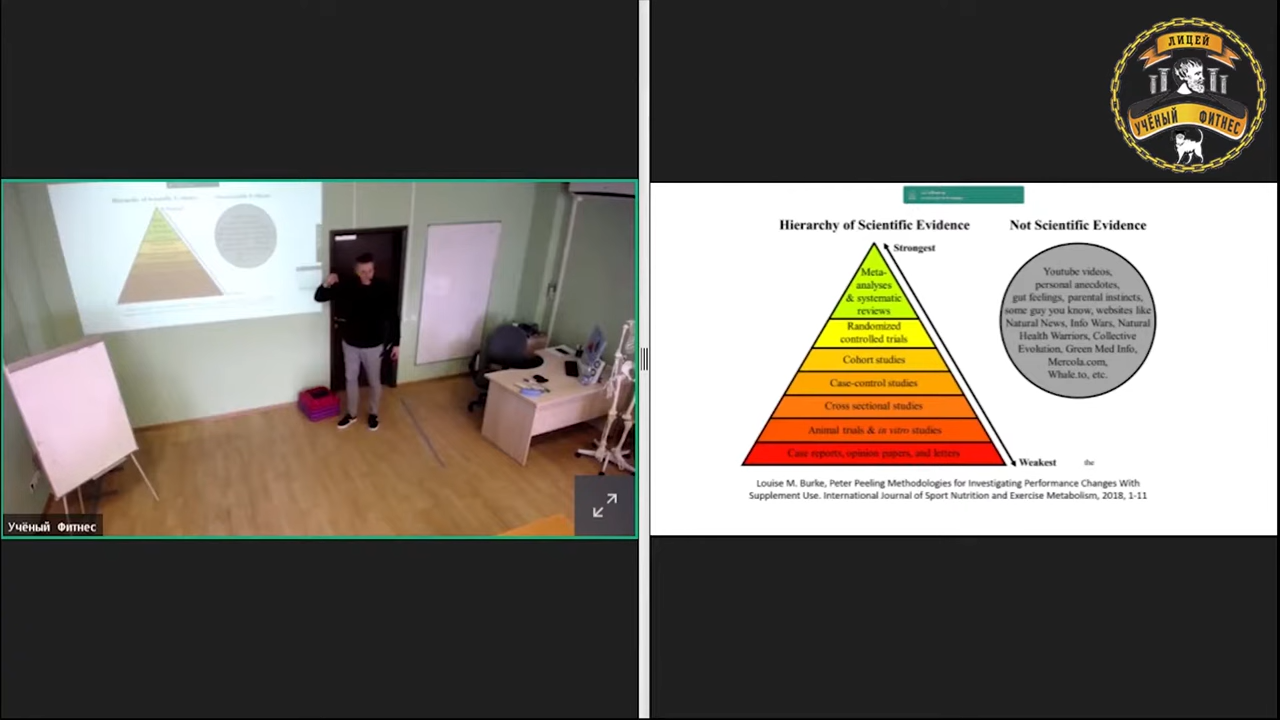 ЛИЦЕЙ
УЧЁНЫЙ ФИТНЕС
Учёный Фитнес
Hierarchy of Scientific Evidence
Strongest
Meta-
analyses
& systematic
reviews
Randomized
controlled trials
Cohort studies
Case-control studies
Cross sectional studies
Animal trials & in vitro studies
Case reports, opinion papers, and letters
Weakest
the
Not Scientific Evidence
Youtube videos,
personal anecdotes,
gut feelings, parental instincts,
some guy you know, websites like
Natural News, Info Wars, Natural
Health Warriors, Collective
Evolution, Green Med Info,
Mercola.com,
Whale.to, etc.
Louise M. Burke, Peter Peeling Methodologies for Investigating Performance Changes With
Supplement Use. International Journal of Sport Nutrition and Exercise Metabolism, 2018, 1-11